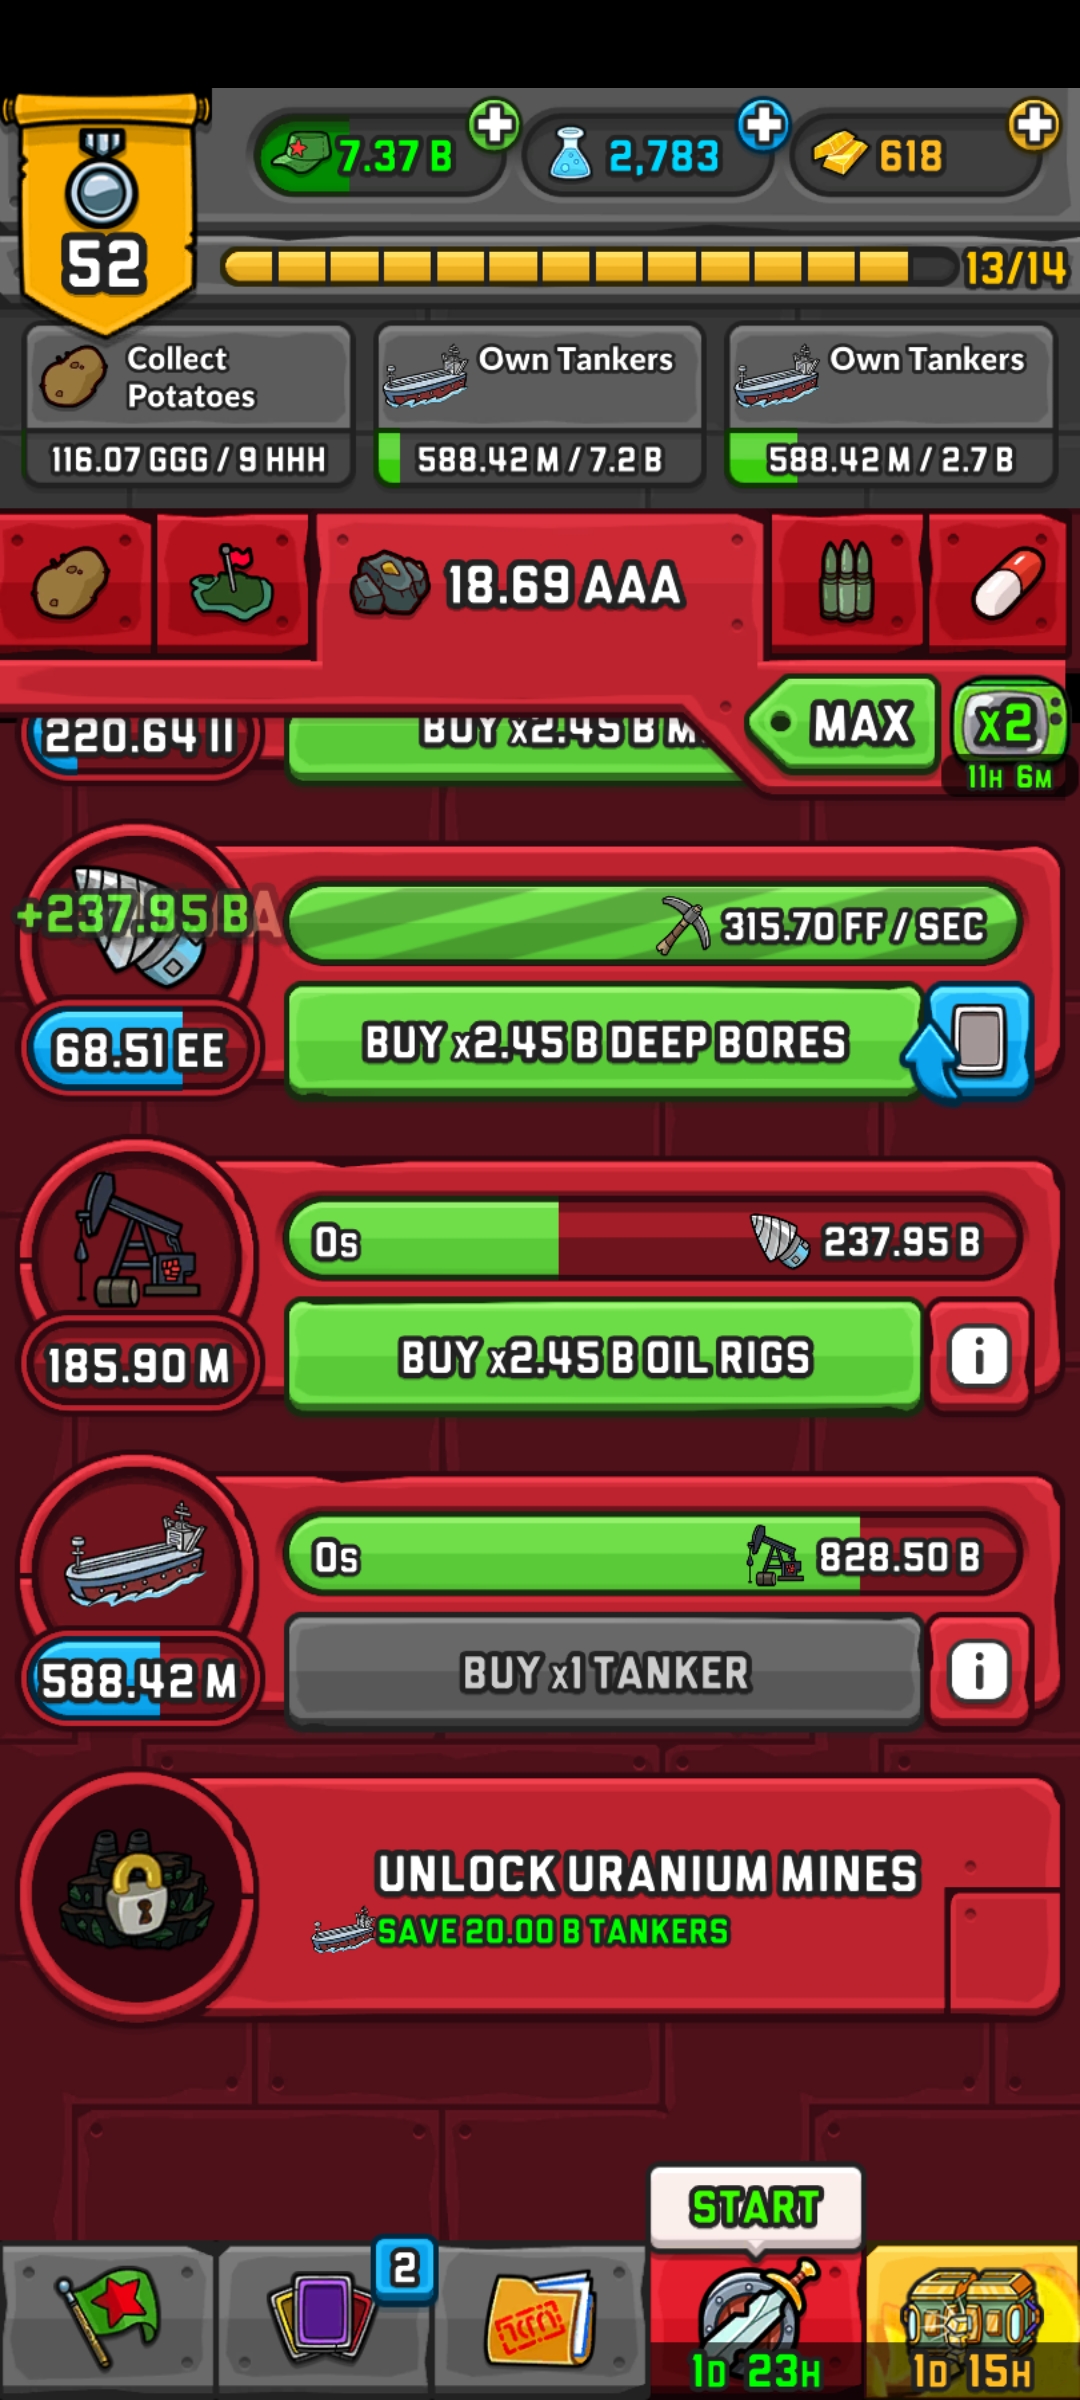 7.37 B
2,783
618
52
13/14
Collect
Potatoes
116.07 GGG / 9 HHH
Own Tankers
588.42 M / 7.2 B
Own Tankers
588.42 M / 2.7 B
18.69 AAA
MAX
x2
11H 6M
220.64 II
BUY x2.45 B M
+237.95 B
315.70 FF / SEC
68.51 EE
BUY x2.45 B DEEP BORES
0s
237.95 B
185.90 M
BUY x2.45 B OIL RIGS
i
0s
828.50 B
588.42 M
BUY x1 TANKER
i
UNLOCK URANIUM MINES
SAVE 20.00 B TANKERS
START
2
1D 23H
1D 15H